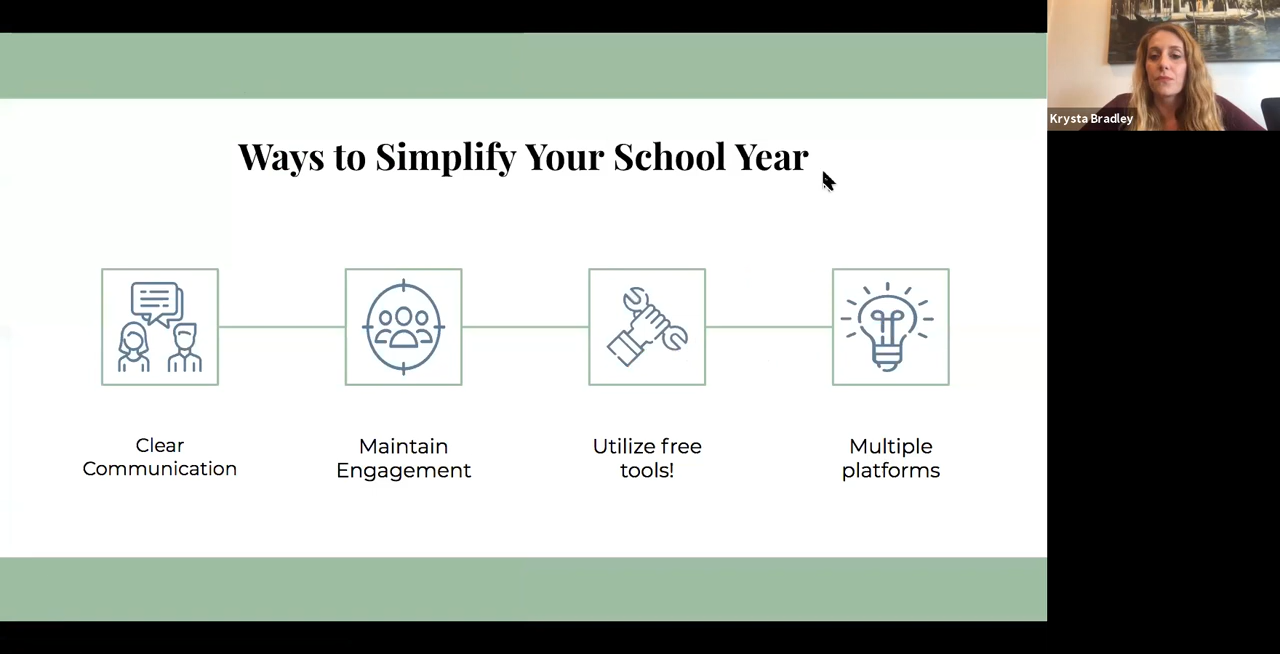 Ways to Simplify Your School Year
Clear
Communication
Maintain
Engagement
Utilize free
tools!
Multiple
platforms
Krysta Bradley